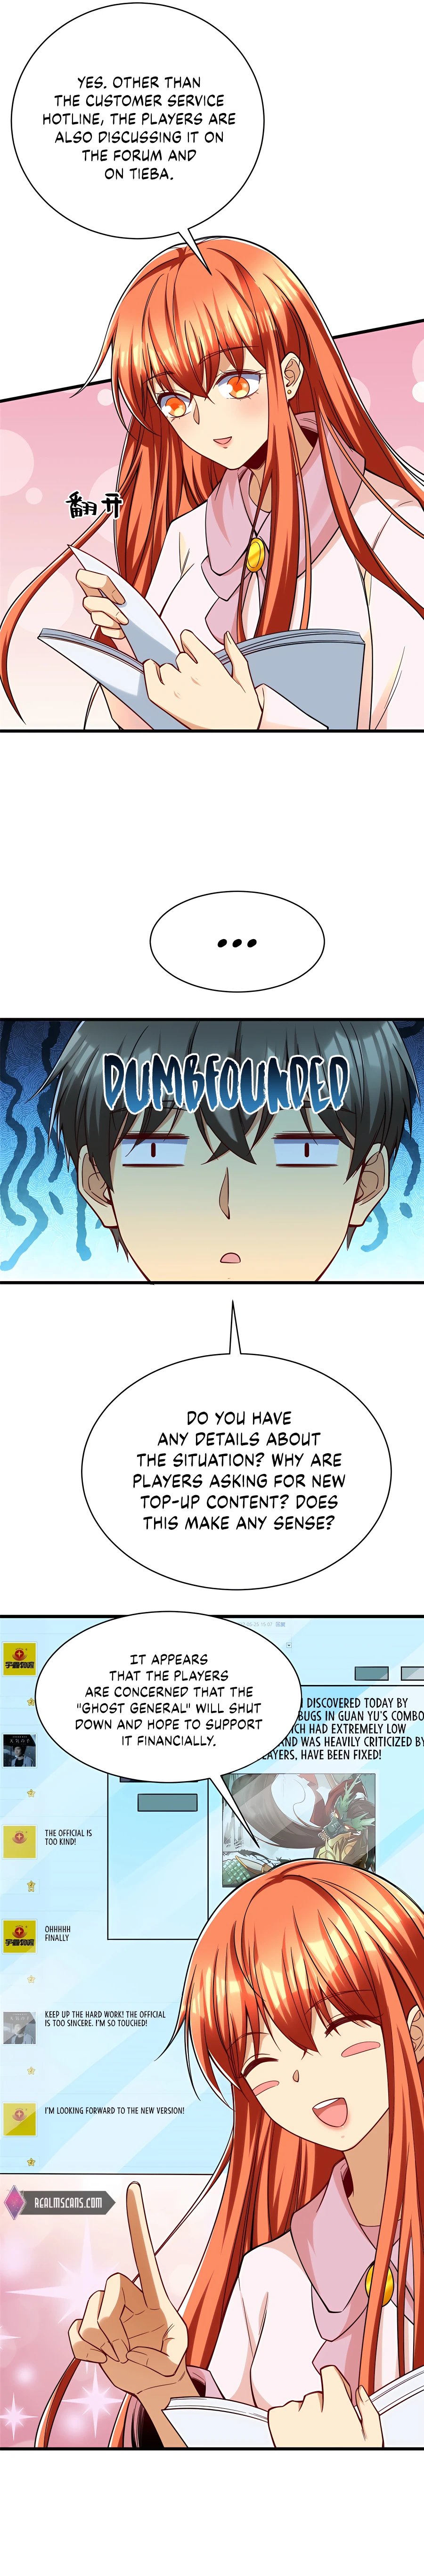 YES. OTHER THAN
THE CUSTOMER SERVICE
HOTLINE, THE PLAYERS ARE
ALSO DISCUSSING IT ON
THE FORUM AND
ON TIEBA.
翻开
...
DUMBFOUNDED
DO YOU HAVE
ANY DETAILS ABOUT
THE SITUATION? WHY ARE
PLAYERS ASKING FOR NEW
TOP-UP CONTENT? DOES
THIS MAKE ANY SENSE?
IT APPEARS
THAT THE PLAYERS
ARE CONCERNED THAT THE
"GHOST GENERAL" WILL SHUT
DOWN AND HOPE TO SUPPORT
IT FINANCIALLY.
DISCOVERED TODAY BY
BUGS IN GUAN YU'S COMBO
HAD EXTREMELY LOW
AND WAS HEAVILY CRITICIZED BY
HAVE BEEN FIXED!
THE OFFICIAL IS
TOO KIND!
OHHHHH
FINALLY
KEEP UP THE HARD WORK! THE OFFICIAL
IS TOO SINCERE. I'M SO TOUCHED!
I'M LOOKING FORWARD TO THE NEW VERSION!
REALMSCANS.COM